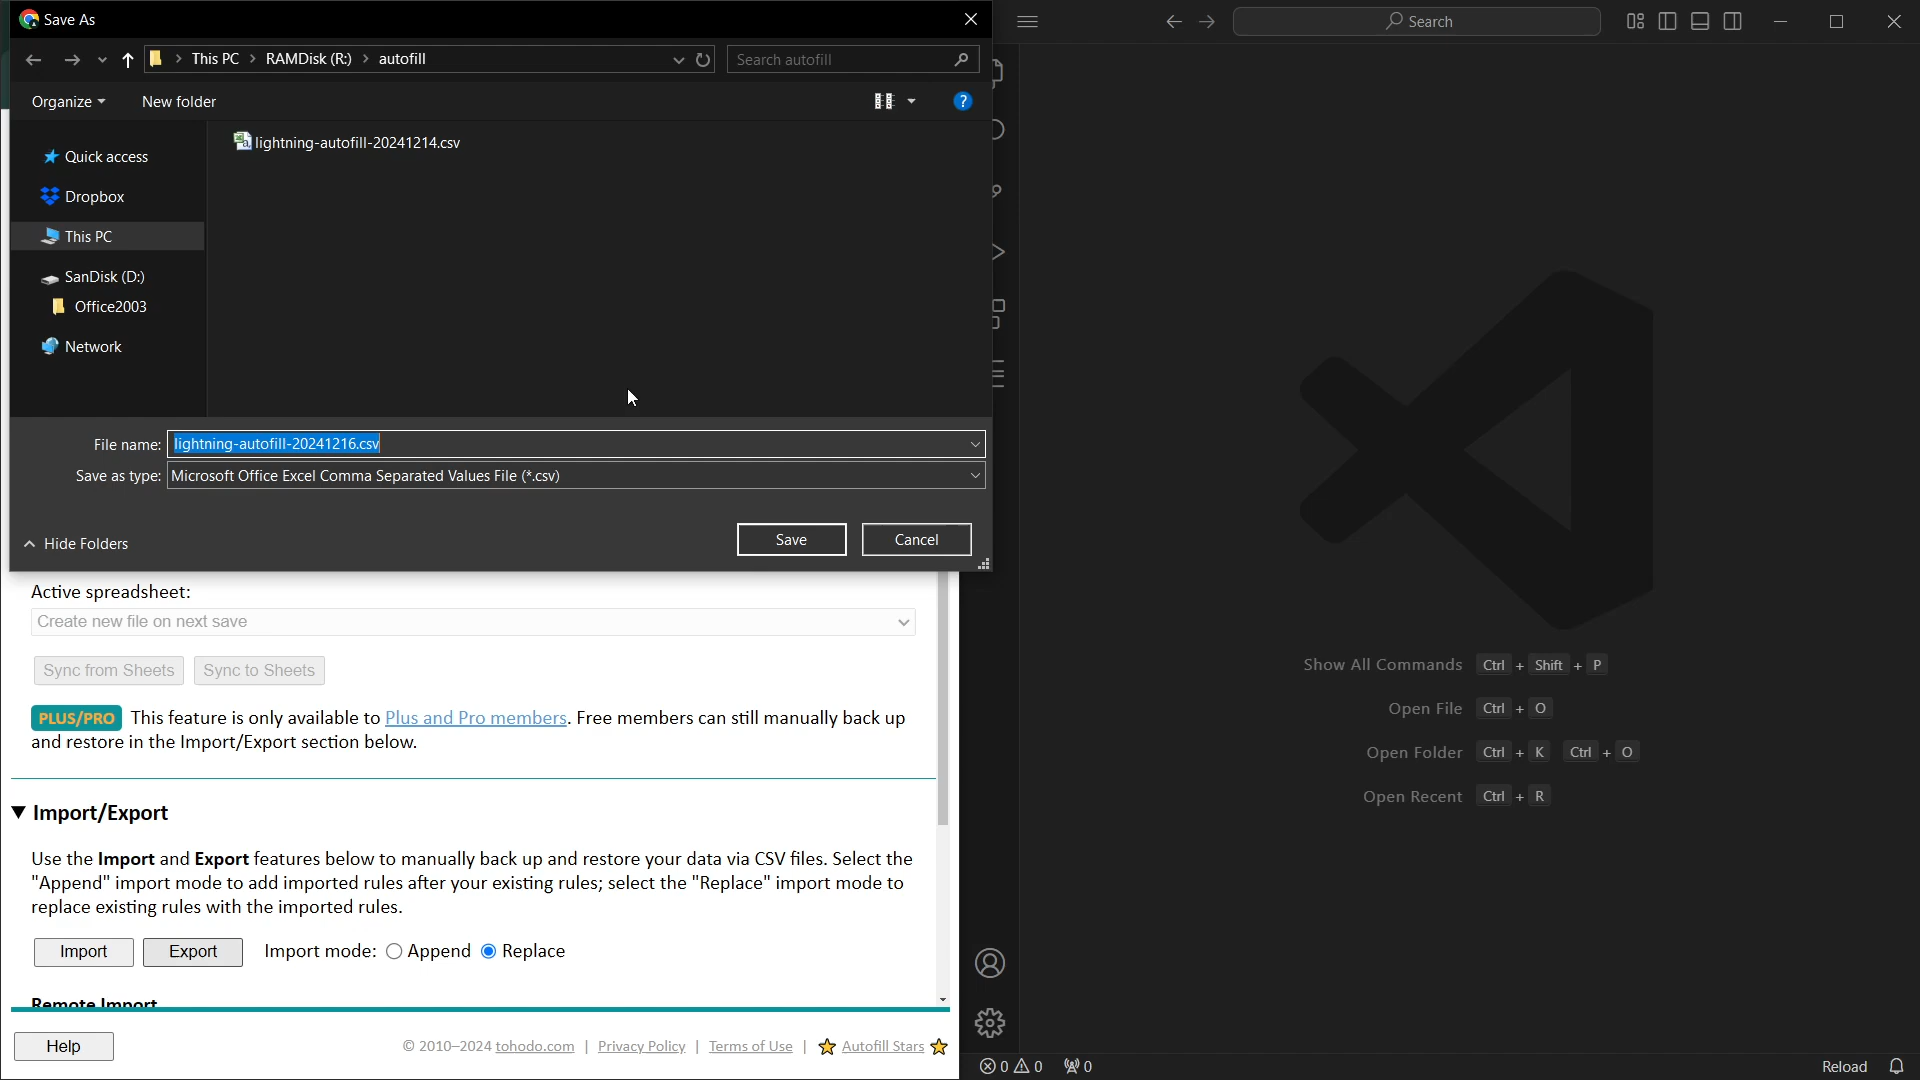 Save As
This PC > RAMDisk (R:) > autofill
Search autofill
Organize
New folder
lightning-autofill-20241214.csv
Quick access
Dropbox
This PC
SanDisk (D:)
Office2003
Network
File name: lightning-autofill-20241216.csv
Save as type: Microsoft Office Excel Comma Separated Values File (*.csv)
Hide Folders
Save
Cancel
Active spreadsheet:
Create new file on next save
Sync from Sheets
Sync to Sheets
PLUS/PRO This feature is only available to Plus and Pro members. Free members can still manually back up
and restore in the Import/Export section below.
Import/Export
Use the Import and Export features below to manually back up and restore your data via CSV files. Select the
"Append" import mode to add imported rules after your existing rules; select the "Replace" import mode to
replace existing rules with the imported rules.
Import
Export
Import mode: Append Replace
Remote Import
Help
© 2010–2024 tohodo.com | Privacy Policy | Terms of Use | Autofill Stars
Search
Show All Commands Ctrl + Shift + P
Open File Ctrl + O
Open Folder Ctrl + K Ctrl + O
Open Recent Ctrl + R
0 0 0
Reload